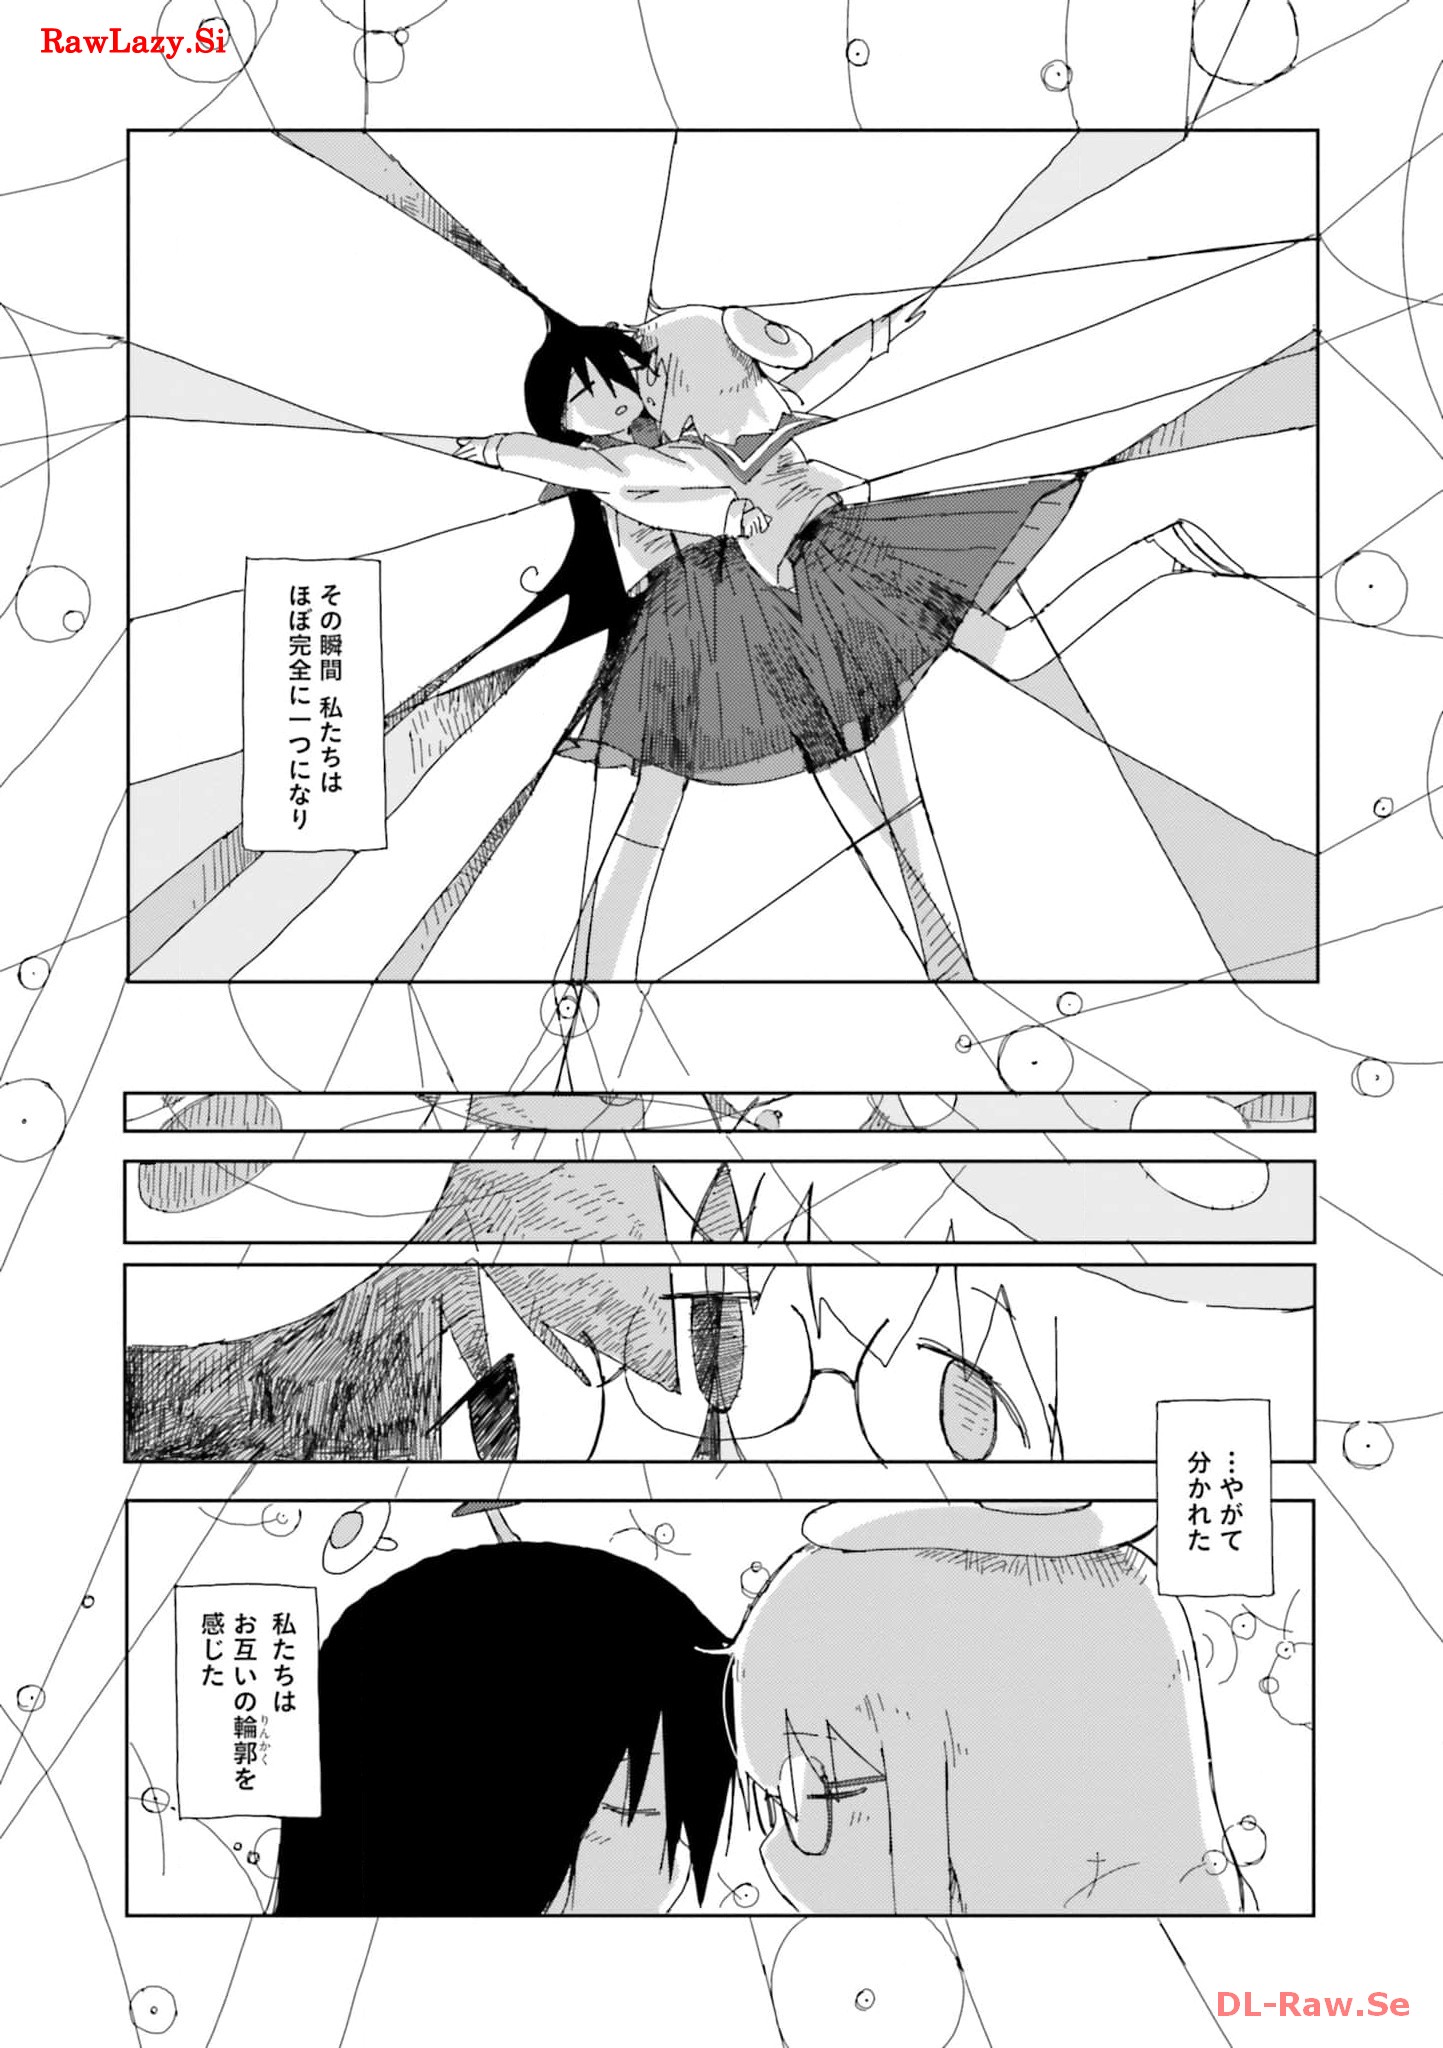 RawLazy.Si
その瞬間 私たちは
ほぼ完全に一つになり
…やがて
分かれた
私たちは
お互いの輪郭を
りんかく
感じた
DL-Raw.Se